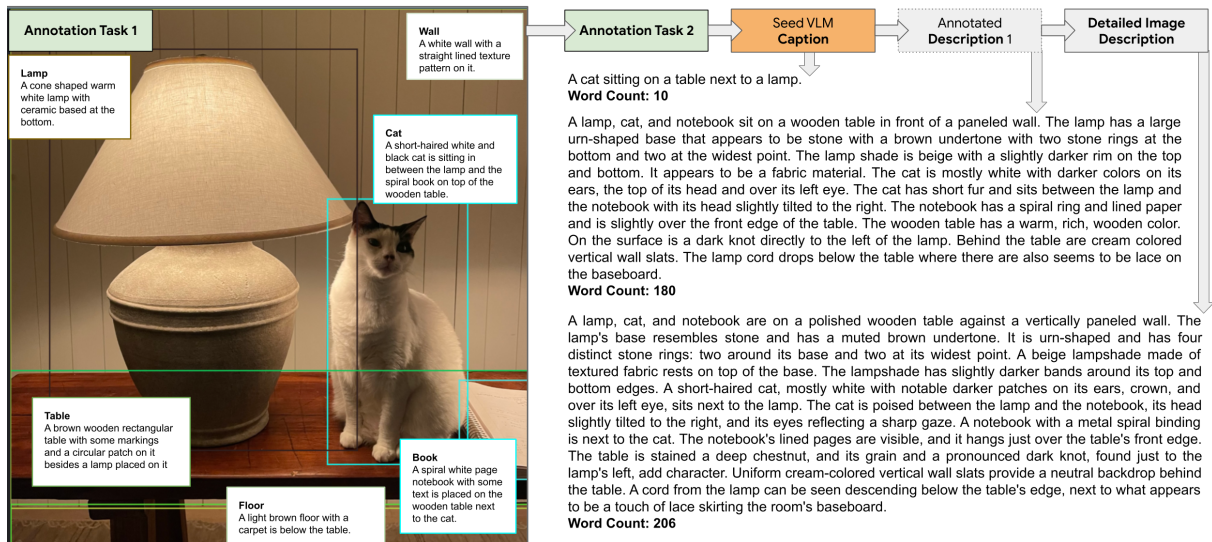 Annotation Task 1
Lamp
A cone shaped warm
white lamp with
ceramic based at the
bottom.
Wall
A white wall with a
straight lined texture
pattern on it.
Cat
A short-haired white and
black cat is sitting in
between the lamp and the
spiral book on top of the
wooden table.
Table
A brown wooden rectangular
table with some markings
and a circular patch on it
besides a lamp placed on it
Book
A spiral white page
notebook with some
text is placed on the
wooden table next
to the cat.
Floor
A light brown floor with a
carpet is below the table.
Annotation Task 2
Seed VLM
Caption
Annotated
Description 1
Detailed Image
Description
A cat sitting on a table next to a lamp.
Word Count: 10
A lamp, cat, and notebook sit on a wooden table in front of a paneled wall. The lamp has a large
urn-shaped base that appears to be stone with a brown undertone with two stone rings at the
bottom and two at the widest point. The lamp shade is beige with a slightly darker rim on the top
and bottom. It appears to be a fabric material. The cat is mostly white with darker colors on its
ears, the top of its head and over its left eye. The cat has short fur and sits between the lamp and
the notebook with its head slightly tilted to the right. The notebook has a spiral ring and lined paper
and is slightly over the front edge of the table. The wooden table has a warm, rich, wooden color.
On the surface is a dark knot directly to the left of the lamp. Behind the table are cream colored
vertical wall slats. The lamp cord drops below the table where there are also seems to be lace on
the baseboard.
Word Count: 180
A lamp, cat, and notebook are on a polished wooden table against a vertically paneled wall. The
lamp's base resembles stone and has a muted brown undertone. It is urn-shaped and has four
distinct stone rings: two around its base and two at its widest point. A beige lampshade made of
textured fabric rests on top of the base. The lampshade has slightly darker bands around its top and
bottom edges. A short-haired cat, mostly white with notable darker patches on its ears, crown, and
over its left eye, sits next to the lamp. The cat is poised between the lamp and the notebook, its head
slightly tilted to the right, and its eyes reflecting a sharp gaze. A notebook with a metal spiral binding
is next to the cat. The notebook's lined pages are visible, and it hangs just over the table's front edge.
The table is stained a deep chestnut, and its grain and a pronounced dark knot, found just to the
lamp's left, add character. Uniform cream-colored vertical wall slats provide a neutral backdrop behind
the table. A cord from the lamp can be seen descending below the table's edge, next to what appears
to be a touch of lace skirting the room's baseboard.
Word Count: 206